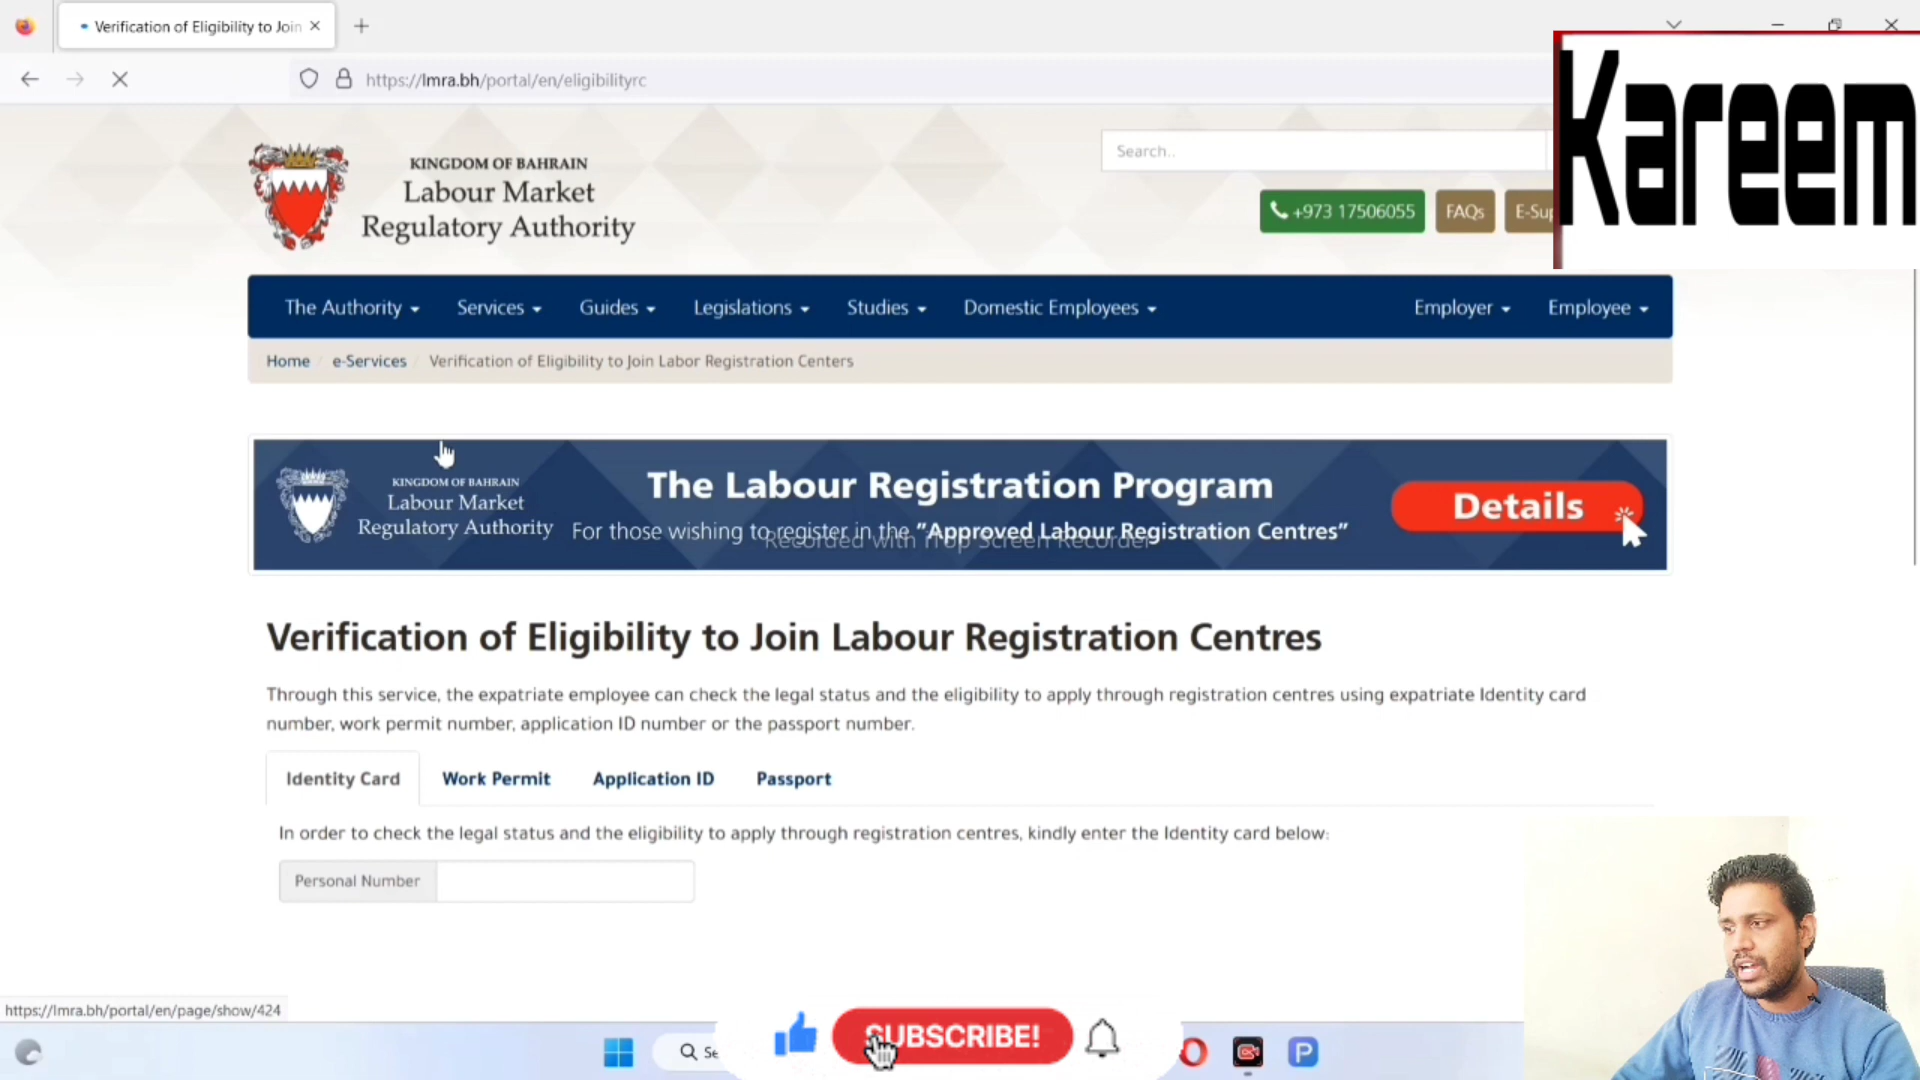 Verification of Eligibility to Join
https://lmra.bh/portal/en/eligibilityrc
Kareem
KINGDOM OF BAHRAIN
Labour Market
Regulatory Authority
Search..
+973 17506055
FAQs
E-Sup
The Authority
Services
Guides
Legislations
Studies
Domestic Employees
Employer
Employee
Home / e-Services / Verification of Eligibility to Join Labor Registration Centers
KINGDOM OF BAHRAIN
Labour Market
Regulatory Authority
The Labour Registration Program
For those wishing to register in the "Approved Labour Registration Centres"
Details
Recorded with iTop Screen Recorder
Verification of Eligibility to Join Labour Registration Centres
Through this service, the expatriate employee can check the legal status and the eligibility to apply through registration centres using expatriate Identity card
number, work permit number, application ID number or the passport number.
Identity Card
Work Permit
Application ID
Passport
In order to check the legal status and the eligibility to apply through registration centres, kindly enter the Identity card below:
Personal Number
https://lmra.bh/portal/en/page/show/424
Se
SUBSCRIBE!